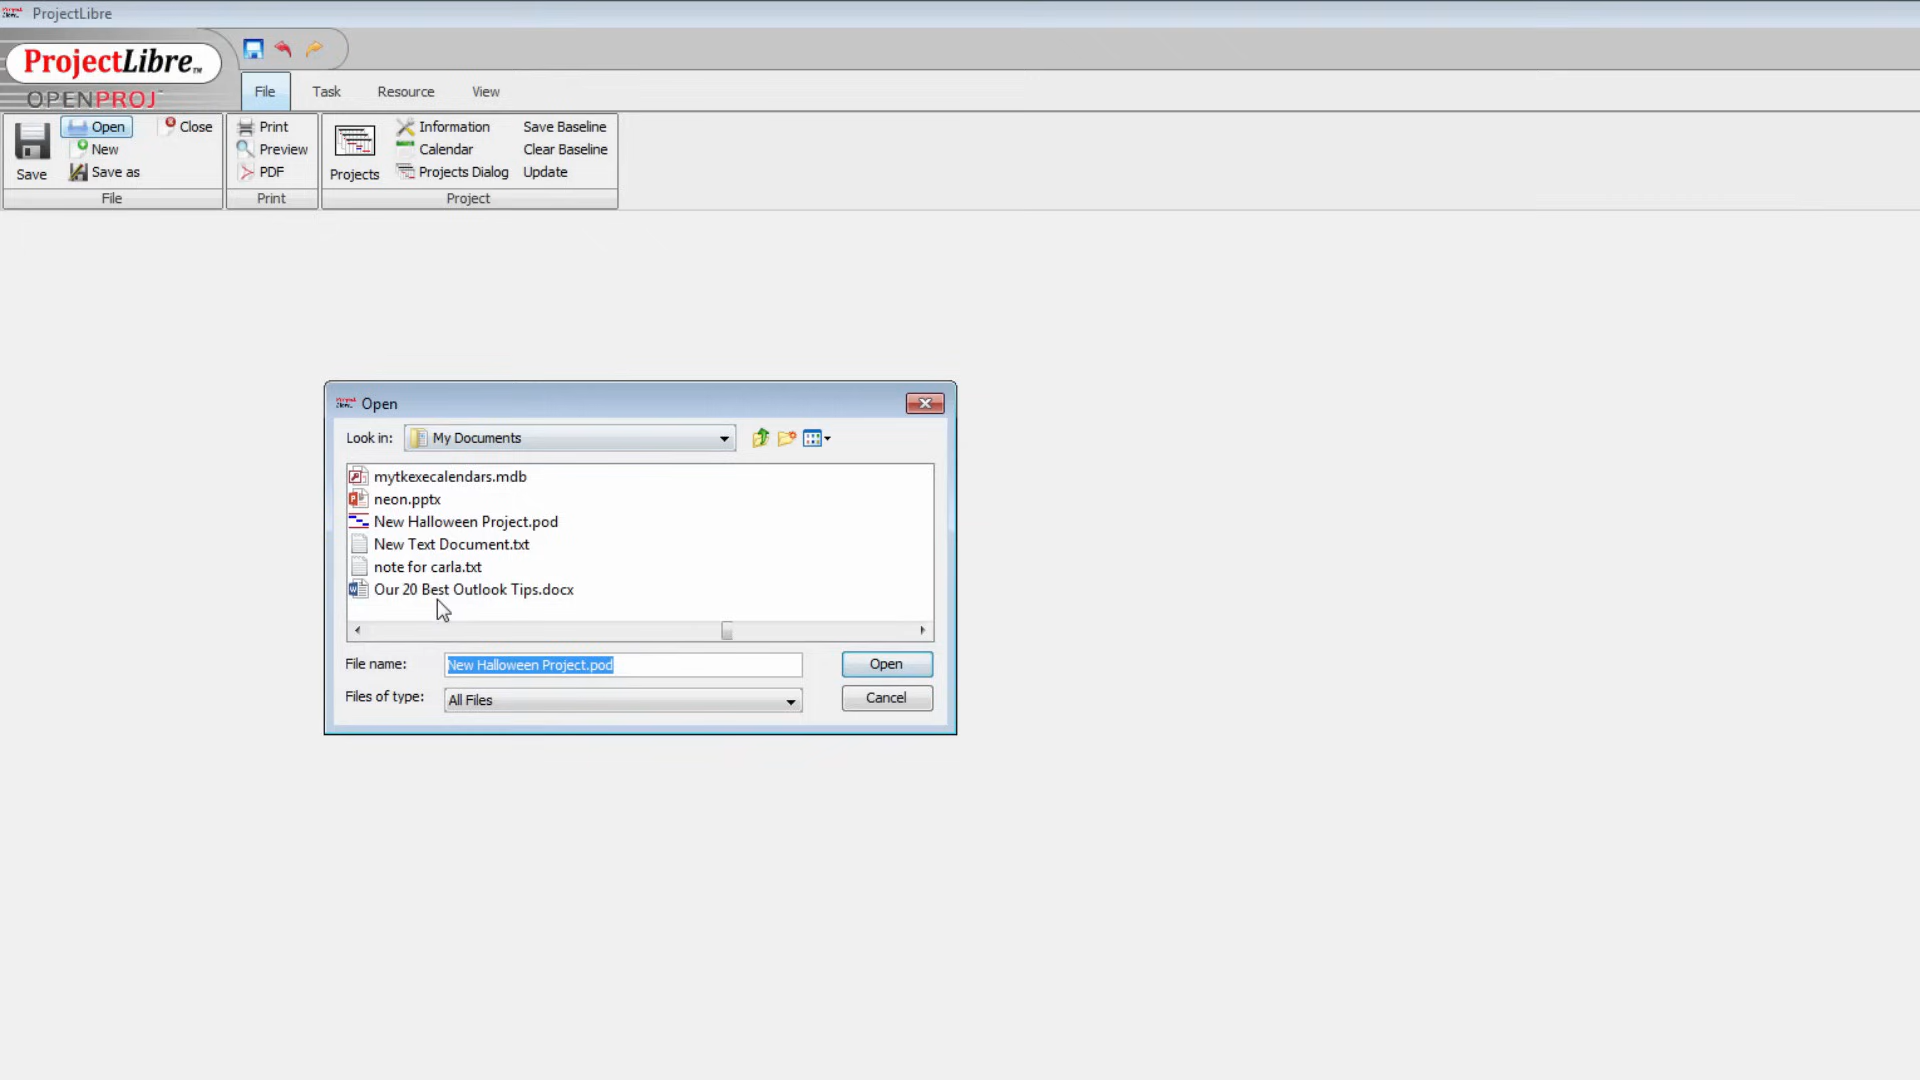 ProjectLibre
ProjectLibre™
OPENPROJ
File Task Resource View
Save
Open
New
Save as
Close
File
Print
Preview
PDF
Print
Projects
Information
Calendar
Projects Dialog
Save Baseline
Clear Baseline
Update
Project
Open
Look in: My Documents
mytkexecalendars.mdb
neon.pptx
New Halloween Project.pod
New Text Document.txt
note for carla.txt
Our 20 Best Outlook Tips.docx
File name: New Halloween Project.pod Open
Files of type: All Files Cancel